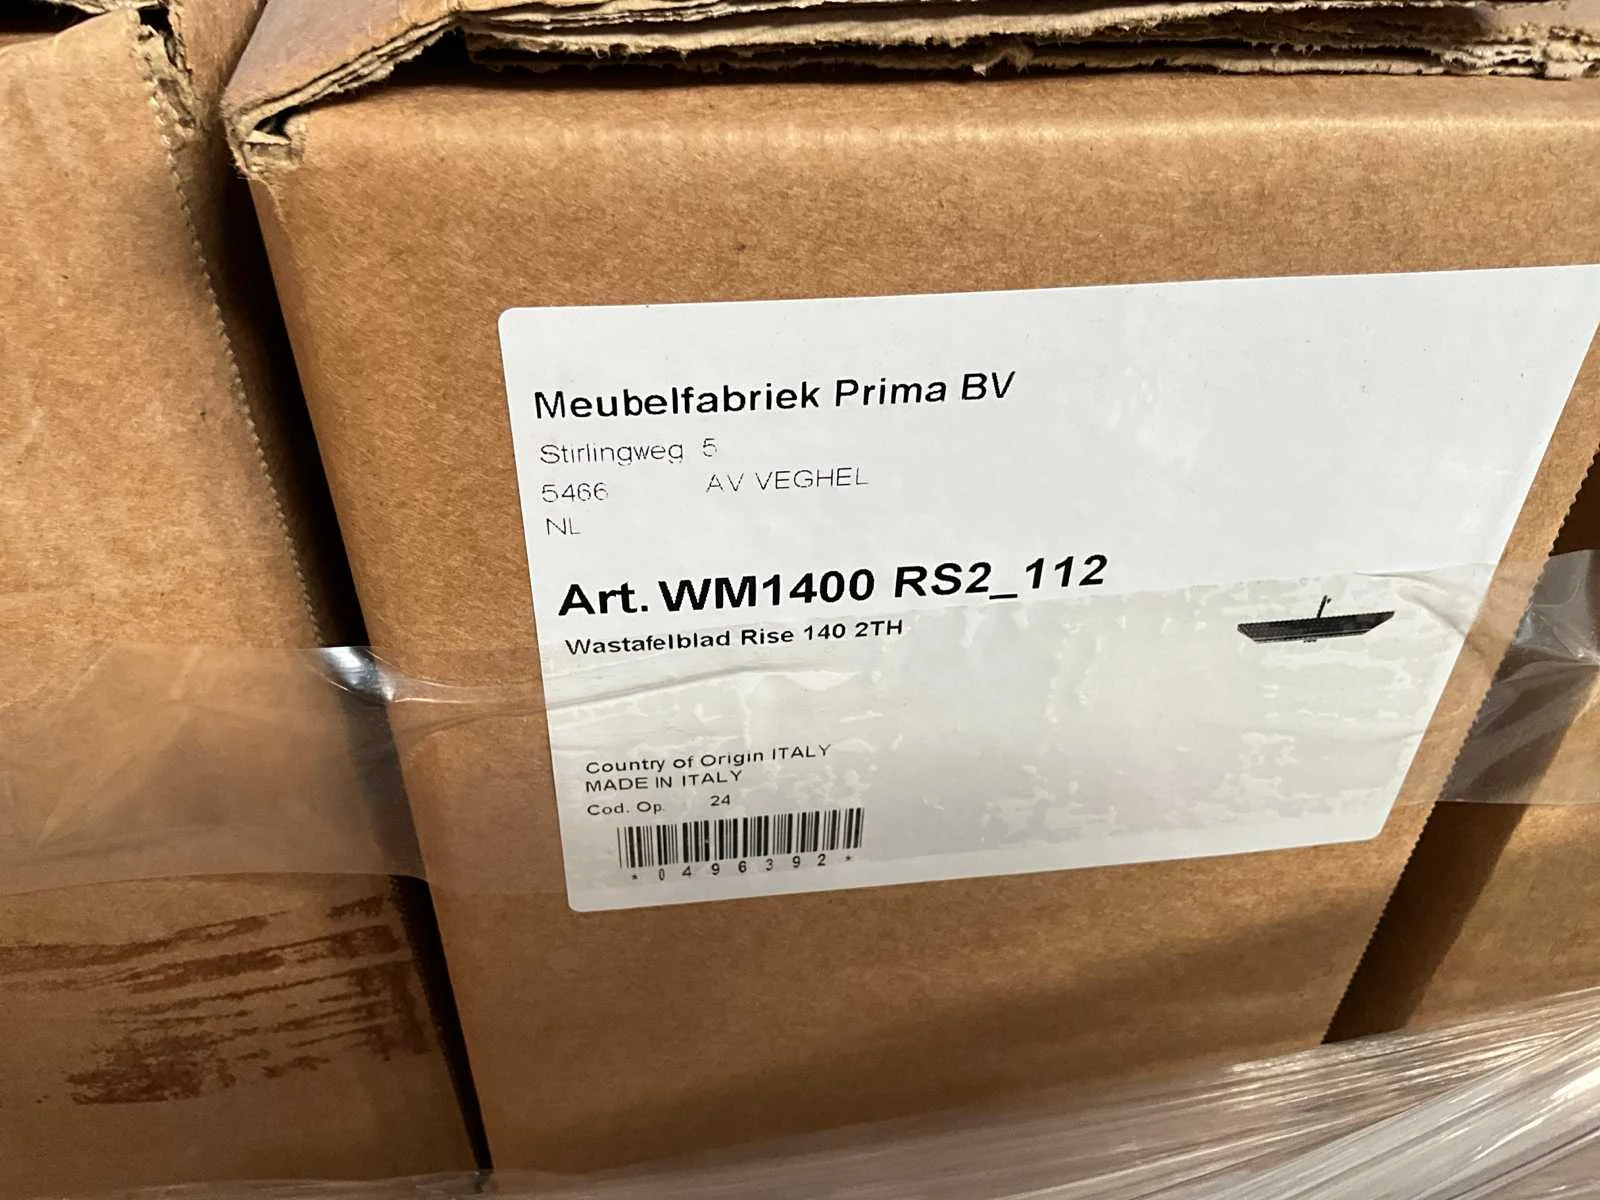 Meubelfabriek Prima BV
Stirlingweg 5
5466 AV VEGHEL
NL
Art. WM1400 RS2_112
Wastafelblad Rise 140 2TH
Country of Origin ITALY
MADE IN ITALY
Cod. Op. 24
*0496392*